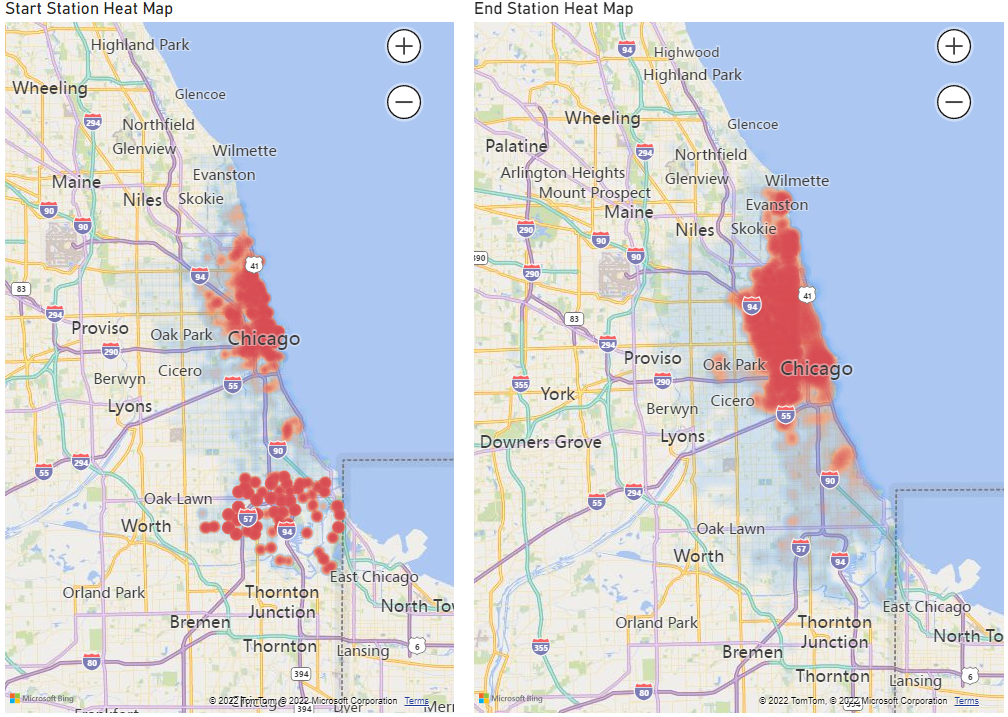 Start Station Heat Map
Highland Park
Wheeling
Glencoe
294
Northfield
Glenview
Wilmette
Evanston
Maine
Niles
Skokie
90
90
41
94
83
294
Proviso
Oak Park
Chicago
290
Berwyn
Cicero
55
Lyons
90
294
55
Oak Lawn
57
Worth
94
East Chicago
Orland Park
Thornton
Junction
North To
Bremen
Thornton
Lansing
6
80
394
Microsoft Bing
© 2022 TomTom, © 2022 Microsoft Corporation
Terms
394
Dyer
End Station Heat Map
94
Highwood
Highland Park
Wheeling
Glencoe
Palatine
294
Northfield
Arlington Heights
Glenview
Wilmette
Mount Prospect
Evanston
Maine
Niles
Skokie
290
90
90
90
290
41
94
83
294
Proviso
Oak Park
Chicago
355
290
York
Cicero
Berwyn
55
Downers Grove
Lyons
90
294
55
Oak Lawn
57
Worth
94
East Chicago
Orland Park
Thornton
Junction
North To
355
Bremen
Thornton
Lansing
6
80
Microsoft Bing
© 2022 TomTom, © 2022 Microsoft Corporation
Terms